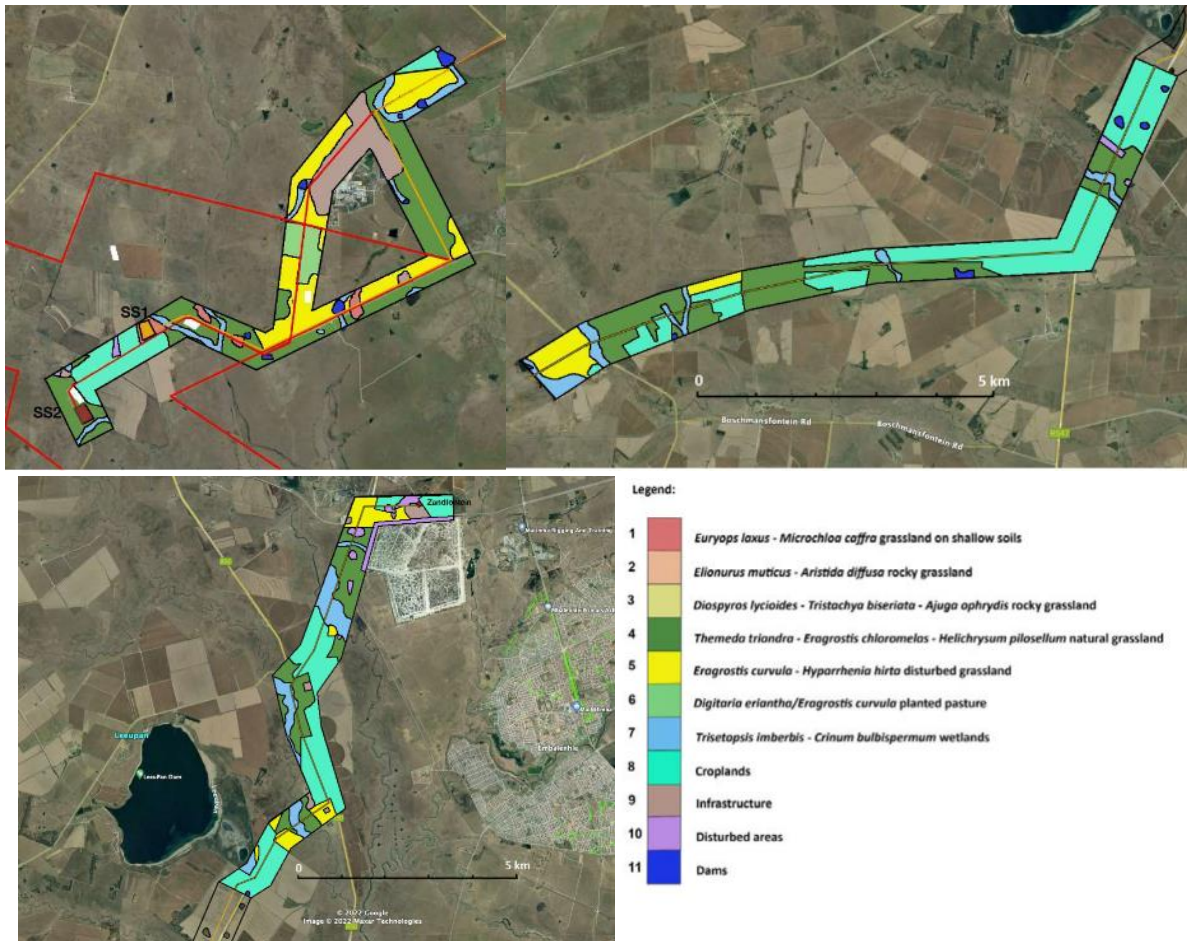 SS1
SS2
0
5 km
Boschmansfontein Rd
Boschmansfontein Rd
Zandfontein
Embalenhle
Leeupan
Leeu-Pan Dam
0
5 km
© 2022 Google
Image © 2022 Maxar Technologies
Legend:
1 Euryops laxus - Microchloa caffra grassland on shallow soils
2 Elionurus muticus - Aristida diffusa rocky grassland
3 Diospyros lycioides - Tristachya biseriata - Ajuga ophrydis rocky grassland
4 Themeda triandra - Eragrostis chloromelas - Helichrysum pilosellum natural grassland
5 Eragrostis curvula - Hyparrhenia hirta disturbed grassland
6 Digitaria eriantha/Eragrostis curvula planted pasture
7 Trisetopsis imberbis - Crinum bulbispermum wetlands
8 Croplands
9 Infrastructure
10 Disturbed areas
11 Dams